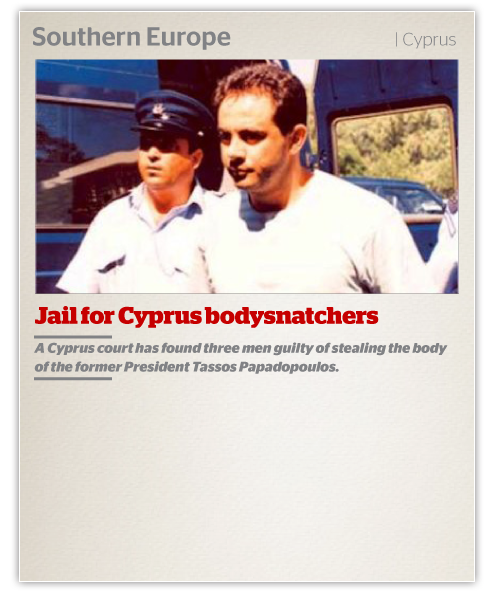 Southern Europe
| Cyprus
Jail for Cyprus bodysnatchers
A Cyprus court has found three men guilty of stealing the body
of the former President Tassos Papadopoulos.